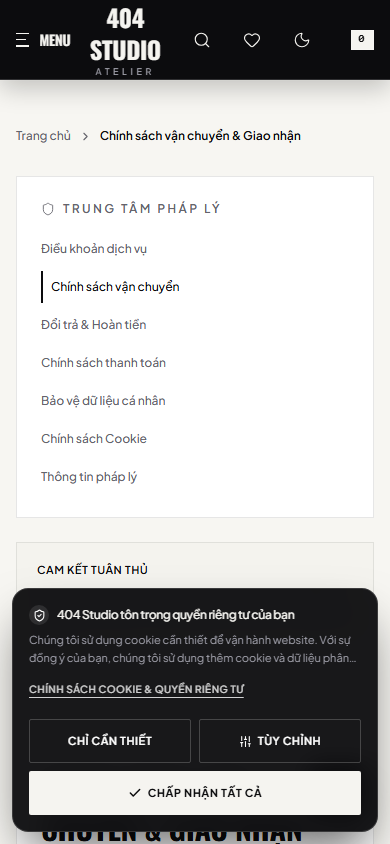 MENU
404
STUDIO
ATELIER
0
Trang chủ
Chính sách vận chuyển & Giao nhận
TRUNG TÂM PHÁP LÝ
Điều khoản dịch vụ
Chính sách vận chuyển
Đổi trả & Hoàn tiền
Chính sách thanh toán
Bảo vệ dữ liệu cá nhân
Chính sách Cookie
Thông tin pháp lý
CAM KẾT TUÂN THỦ
404 Studio tôn trọng quyền riêng tư của bạn
Chúng tôi sử dụng cookie cần thiết để vận hành website. Với sự
đồng ý của bạn, chúng tôi sử dụng thêm cookie và dữ liệu phân...
CHÍNH SÁCH COOKIE & QUYỀN RIÊNG TƯ
CHỈ CẦN THIẾT
TÙY CHỈNH
CHẤP NHẬN TẤT CẢ
CHUYỂN & GIAO NHẬN